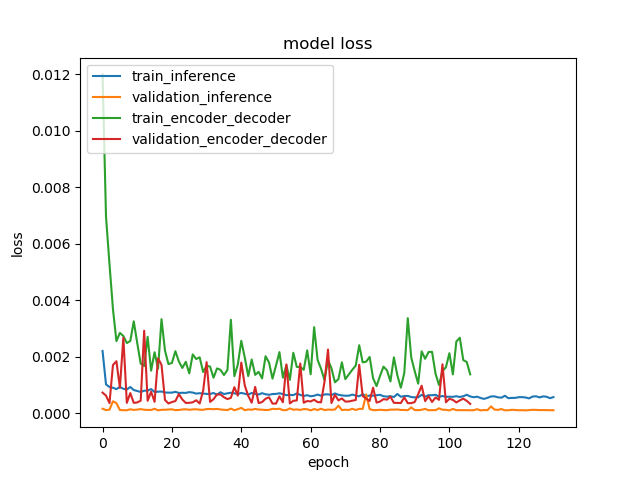 model loss
train_inference
validation_inference
train_encoder_decoder
validation_encoder_decoder
0.012
0.010
0.008
0.006
0.004
0.002
0.000
loss
0 20 40 60 80 100 120
epoch